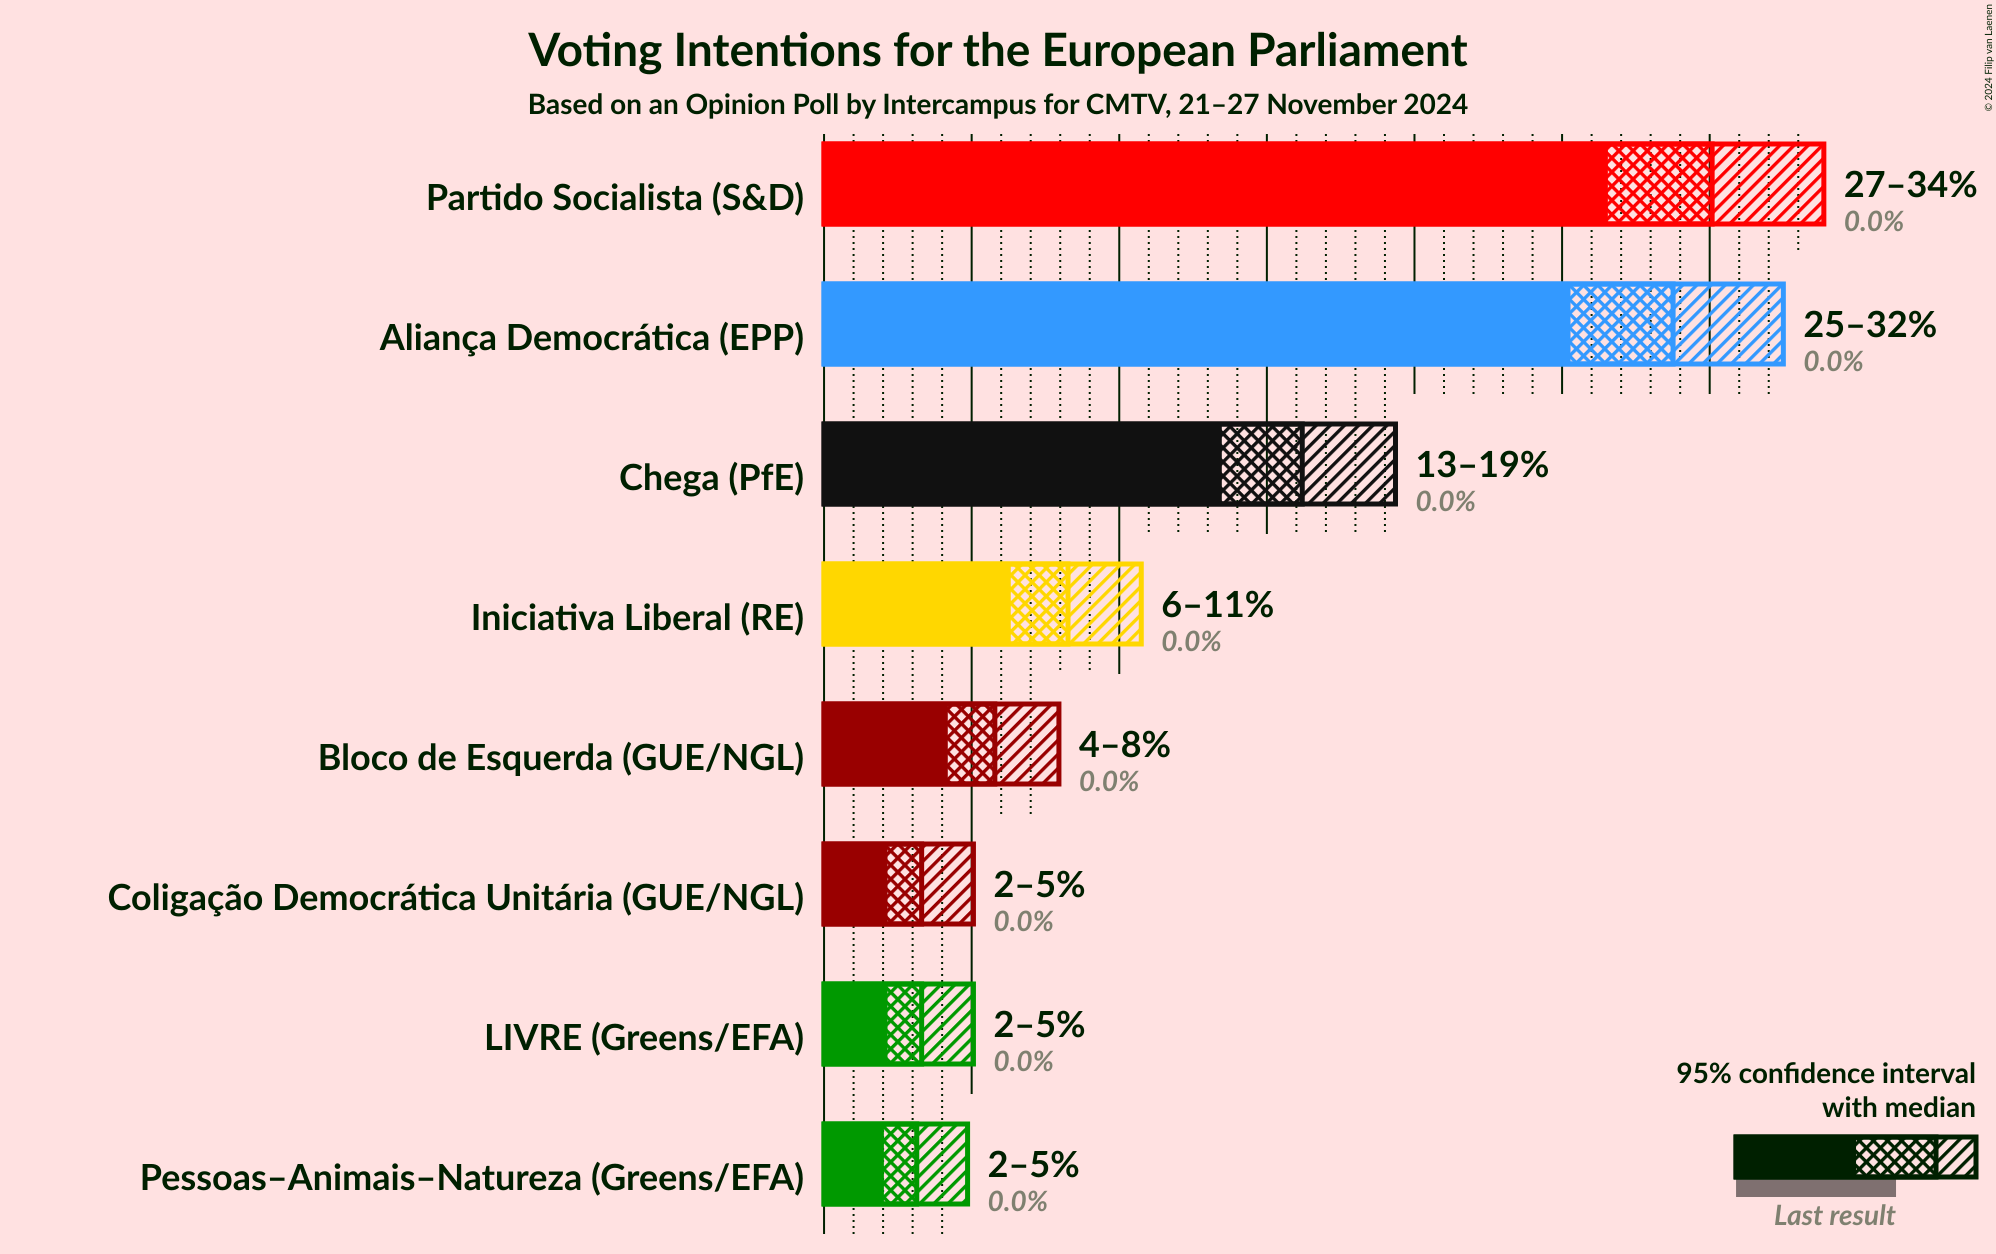 Voting Intentions for the European Parliament
Based on an Opinion Poll by Intercampus for CMTV, 21–27 November 2024
© 2024 Filip van Laenen
Partido Socialista (S&D)
27–34%
0.0%
Aliança Democrática (EPP)
25–32%
0.0%
Chega (PfE)
13–19%
0.0%
Iniciativa Liberal (RE)
6–11%
0.0%
Bloco de Esquerda (GUE/NGL)
4–8%
0.0%
Coligação Democrática Unitária (GUE/NGL)
2–5%
0.0%
LIVRE (Greens/EFA)
2–5%
0.0%
Pessoas–Animais–Natureza (Greens/EFA)
2–5%
0.0%
95% confidence interval
with median
Last result